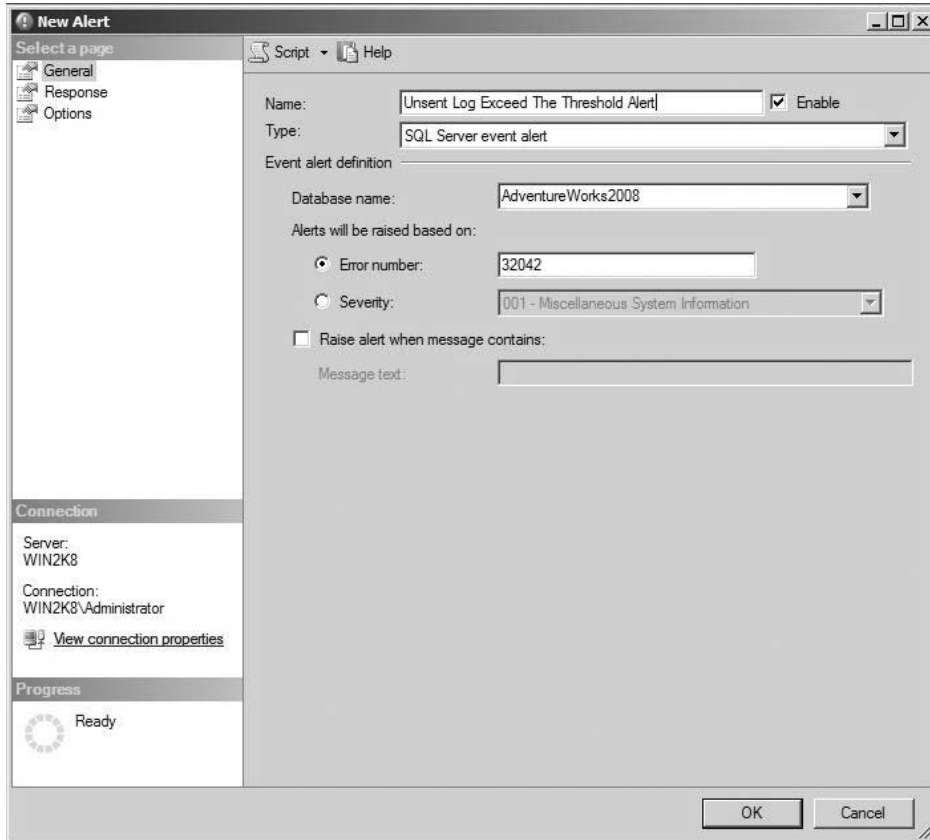 New Alert
Select a page
General
Response
Options
Script
Help
Name: Unsent Log Exceed The Threshold Alert
Enable
Type: SQL Server event alert
Event alert definition
Database name: AdventureWorks2008
Alerts will be raised based on:
Error number: 32042
Severity: 001 - Miscellaneous System Information
Raise alert when message contains:
Message text:
Connection
Server:
WIN2K8
Connection:
WIN2K8\Administrator
View connection properties
Progress
Ready
OK
Cancel